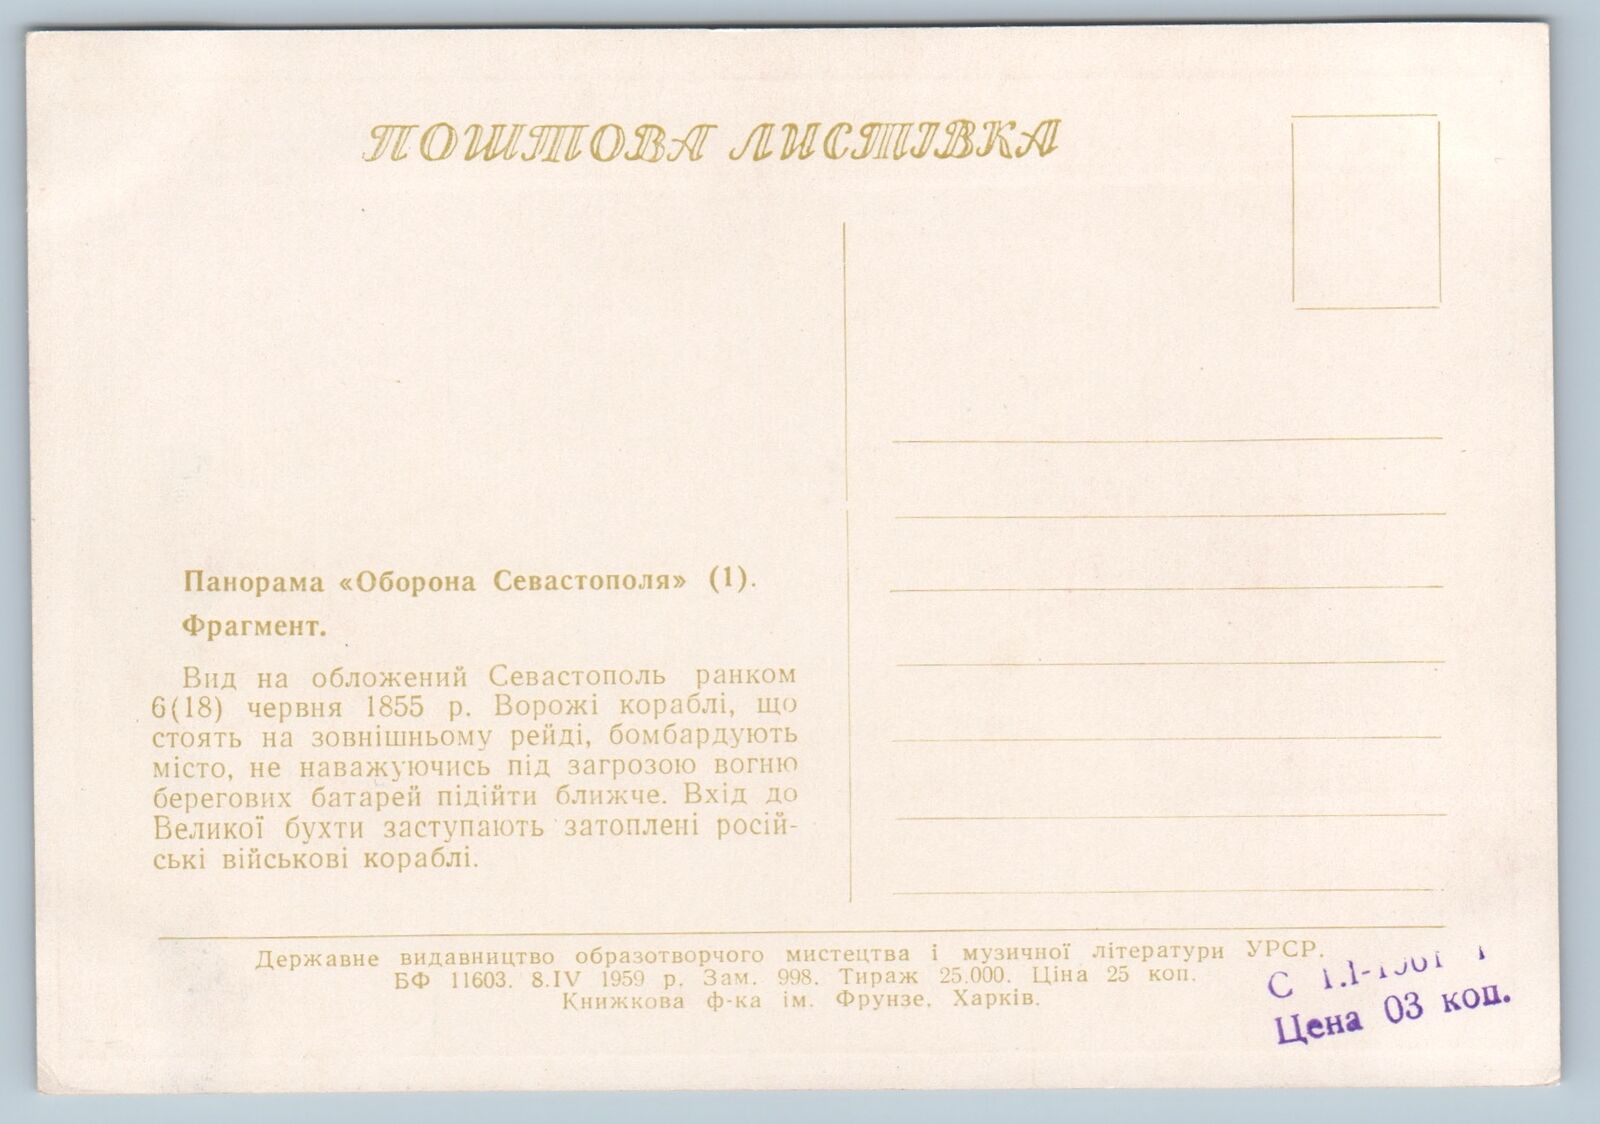 ПОШТОВА ЛИСТІВКА
Панорама «Оборона Севастополя» (1).
Фрагмент.
Вид на обложений Севастополь ранком
6(18) червня 1855 р. Ворожі кораблі, що
стоять на зовнішньому рейді, бомбардують
місто, не наважуючись під загрозою вогню
берегових батарей підійти ближче. Вхід до
Великої бухти заступають затоплені росій-
ські військові кораблі.
Державне видавництво образотворчого мистецтва і музичної літератури УРСР.
БФ 11603. 8.IV 1959 р. Зам. 998. Тираж 25.000. Ціна 25 коп.
Книжкова ф-ка ім. Фрунзе, Харків.
С 1.I-1961
Цена 03 коп.